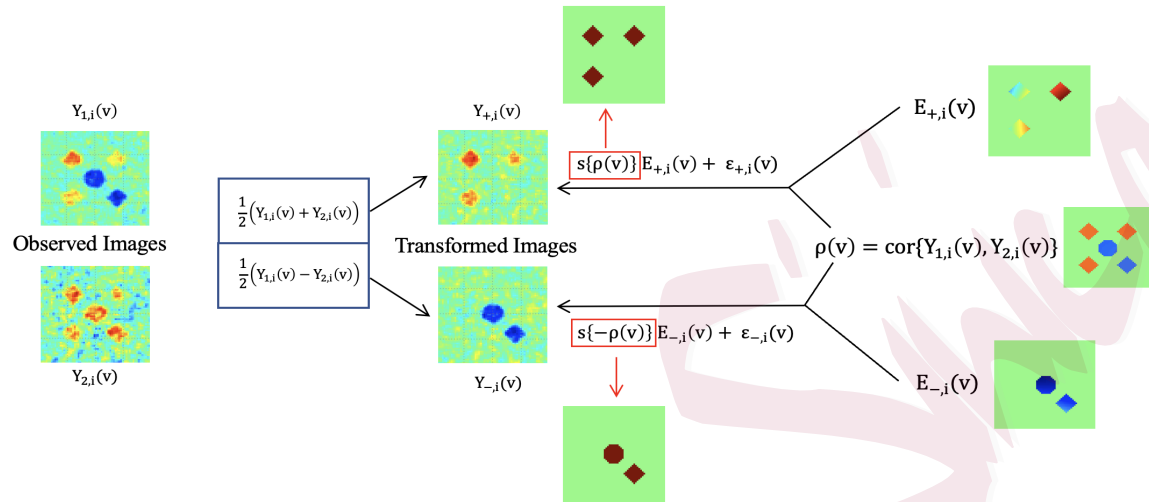 Y₁,ᵢ(v)
Observed Images
Y₂,ᵢ(v)
½(Y₁,ᵢ(v) + Y₂,ᵢ(v))
½(Y₁,ᵢ(v) − Y₂,ᵢ(v))
Y₊,ᵢ(v)
Transformed Images
Y₋,ᵢ(v)
s{ρ(v)} E₊,ᵢ(v) + ε₊,ᵢ(v)
s{−ρ(v)} E₋,ᵢ(v) + ε₋,ᵢ(v)
E₊,ᵢ(v)
ρ(v) = cor{Y₁,ᵢ(v), Y₂,ᵢ(v)}
E₋,ᵢ(v)